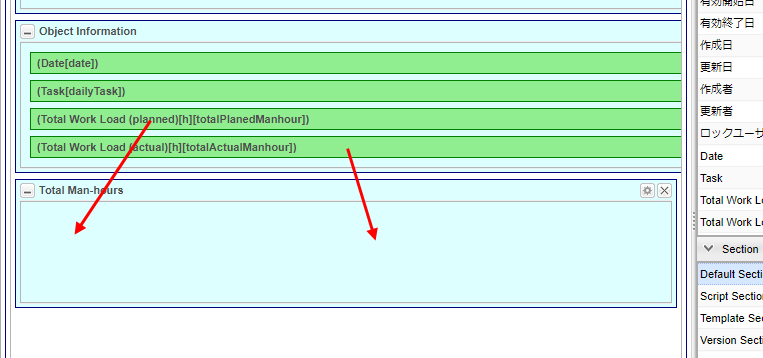 Object Information
(Date[date])
(Task[dailyTask])
(Total Work Load (planned)[h][totalPlanedManhour])
(Total Work Load (actual)[h][totalActualManhour])
Total Man-hours
有効開始日
有効終了日
作成日
更新日
作成者
更新者
ロックユーザ
Date
Task
Total Work Lo
Total Work Lo
Section
Default Secti
Script Section
Template Sec
Version Secti